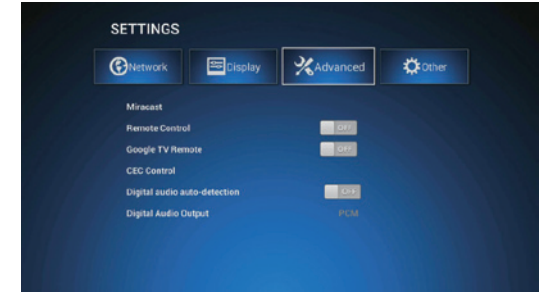 SETTINGS
Network Display Advanced Other
Miracast
Remote Control OFF
Google TV Remote OFF
CEC Control
Digital audio auto-detection OFF
Digital Audio Output PCM